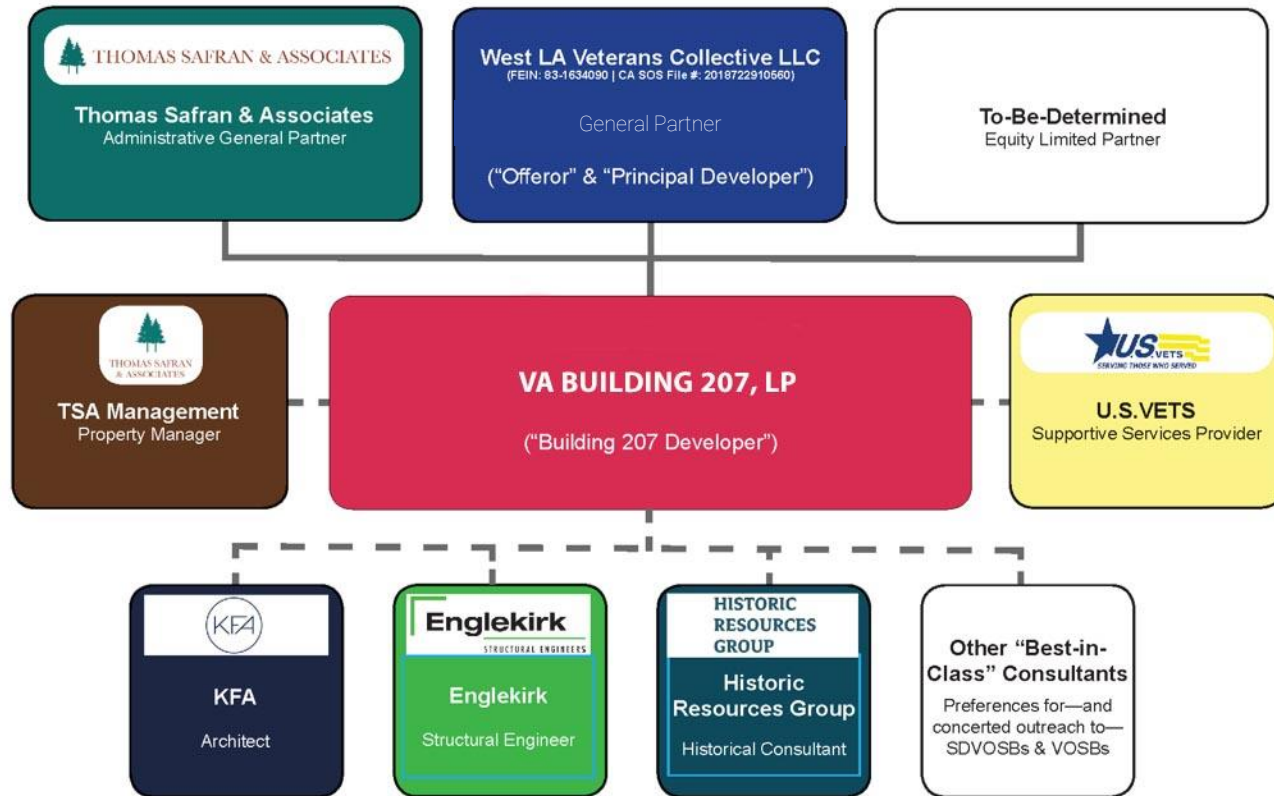 THOMAS SAFRAN & ASSOCIATES
Thomas Safran & Associates
Administrative General Partner
West LA Veterans Collective LLC
(FEIN: 83-1634090 | CA SOS File #: 2018722910560)
General Partner
("Offeror" & "Principal Developer")
To-Be-Determined
Equity Limited Partner
THOMAS SAFRAN
& ASSOCIATES
TSA Management
Property Manager
VA BUILDING 207, LP
("Building 207 Developer")
U.S.VETS
SERVING THOSE WHO SERVED
U.S.VETS
Supportive Services Provider
KFA
KFA
Architect
Englekirk
STRUCTURAL ENGINEERS
Englekirk
Structural Engineer
HISTORIC
RESOURCES
GROUP
Historic
Resources Group
Historical Consultant
Other “Best-in-
Class” Consultants
Preferences for—and
concerted outreach to—
SDVOSBs & VOSBs